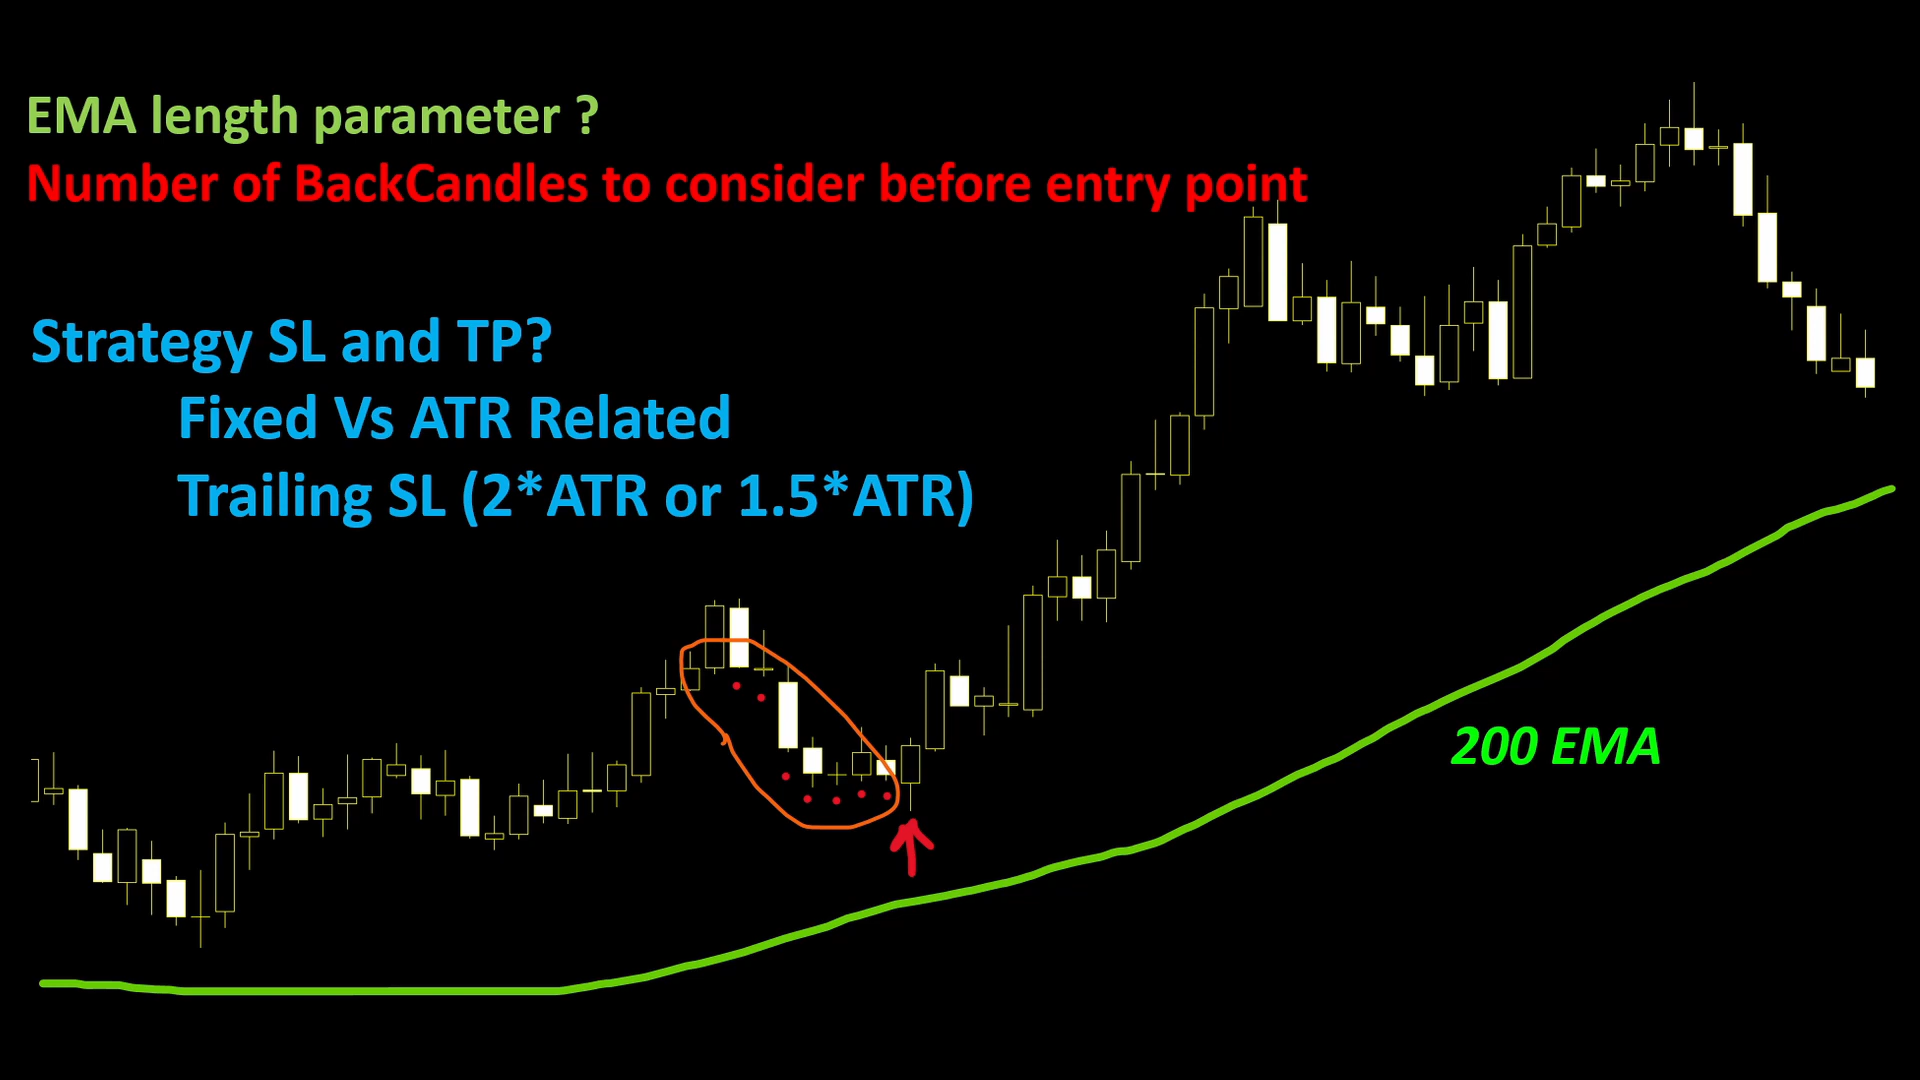 EMA length parameter ?
Number of BackCandles to consider before entry point
Strategy SL and TP?
Fixed Vs ATR Related
Trailing SL (2*ATR or 1.5*ATR)
200 EMA